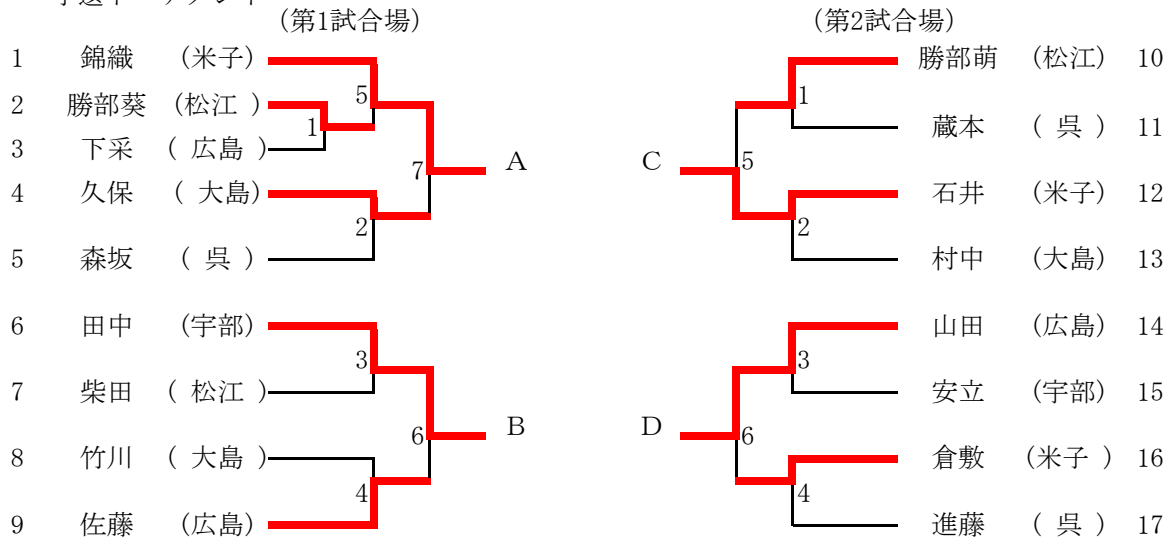 (第1試合場)
(第2試合場)
1 錦織 (米子)
2 勝部葵 (松江 )
3 下采 ( 広島 )
4 久保 ( 大島)
5 森坂 ( 呉 )
6 田中 (宇部)
7 柴田 ( 松江 )
8 竹川 ( 大島 )
9 佐藤 (広島)
5
1
7
2
3
6
4
A
B
勝部萌 (松江) 10
蔵本 ( 呉 ) 11
石井 (米子) 12
村中 (大島) 13
山田 (広島) 14
安立 (宇部) 15
倉敷 (米子 ) 16
進藤 ( 呉 ) 17
1
5
2
3
6
4
C
D